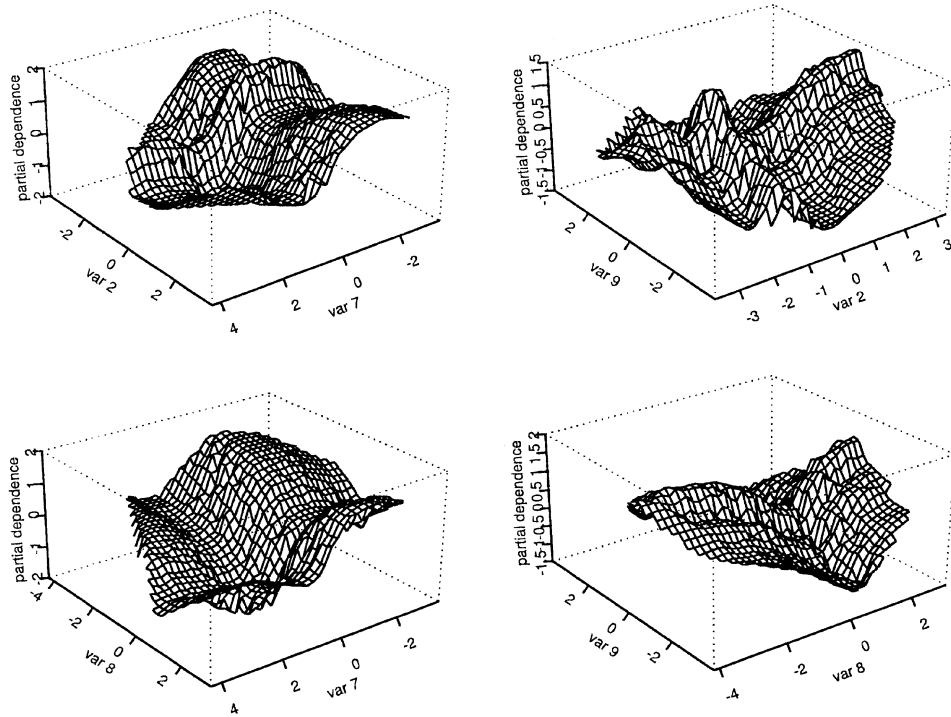 partial dependence
-2 -1 0 1 2
-2 0 2
var 2
4 2 0 -2
var 7
partial dependence
-1.5 -1 -0.5 0 0.5 1 1.5
2 0 -2
var 9
-3 -2 -1 0 1 2 3
var 2
partial dependence
-2 -1 0 1 2
-4 -2 0 2
var 8
4 2 0 -2
var 7
partial dependence
-1.5 -1 -0.5 0 0.5 1 1.5 2
2 0 -2
var 9
-4 -2 0 2
var 8